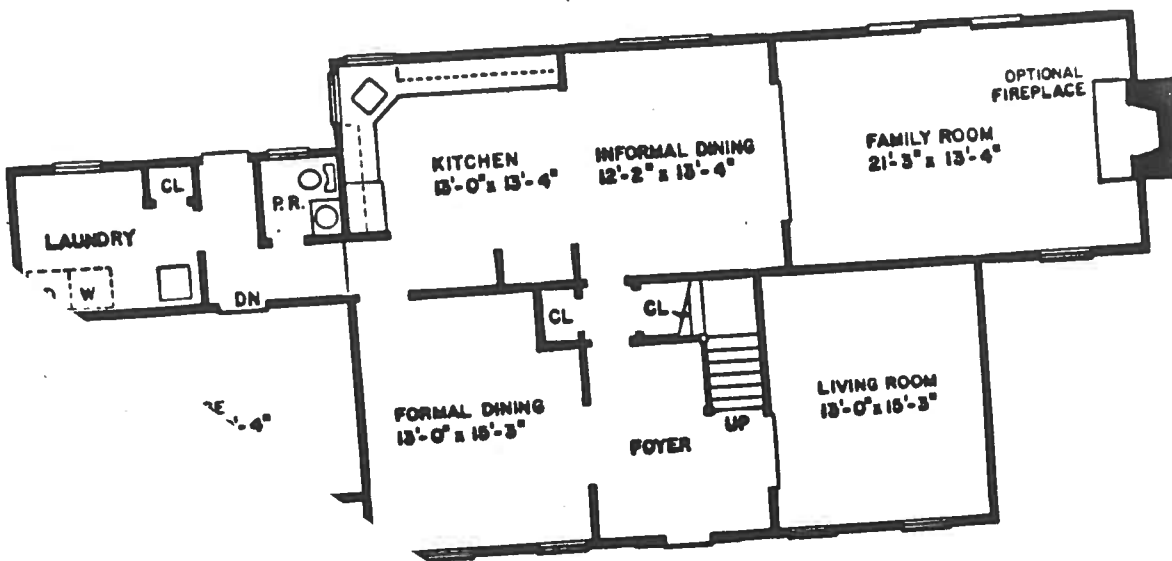 OPTIONAL
FIREPLACE
FAMILY ROOM
21'-3" x 13'-4"
INFORMAL DINING
12'-2" x 13'-4"
KITCHEN
13'-0" x 13'-4"
CL
P.R.
LAUNDRY
W
DN
CL
CL
LIVING ROOM
13'-0" x 15'-3"
FORMAL DINING
13'-0" x 15'-3"
UP
FOYER
-4"